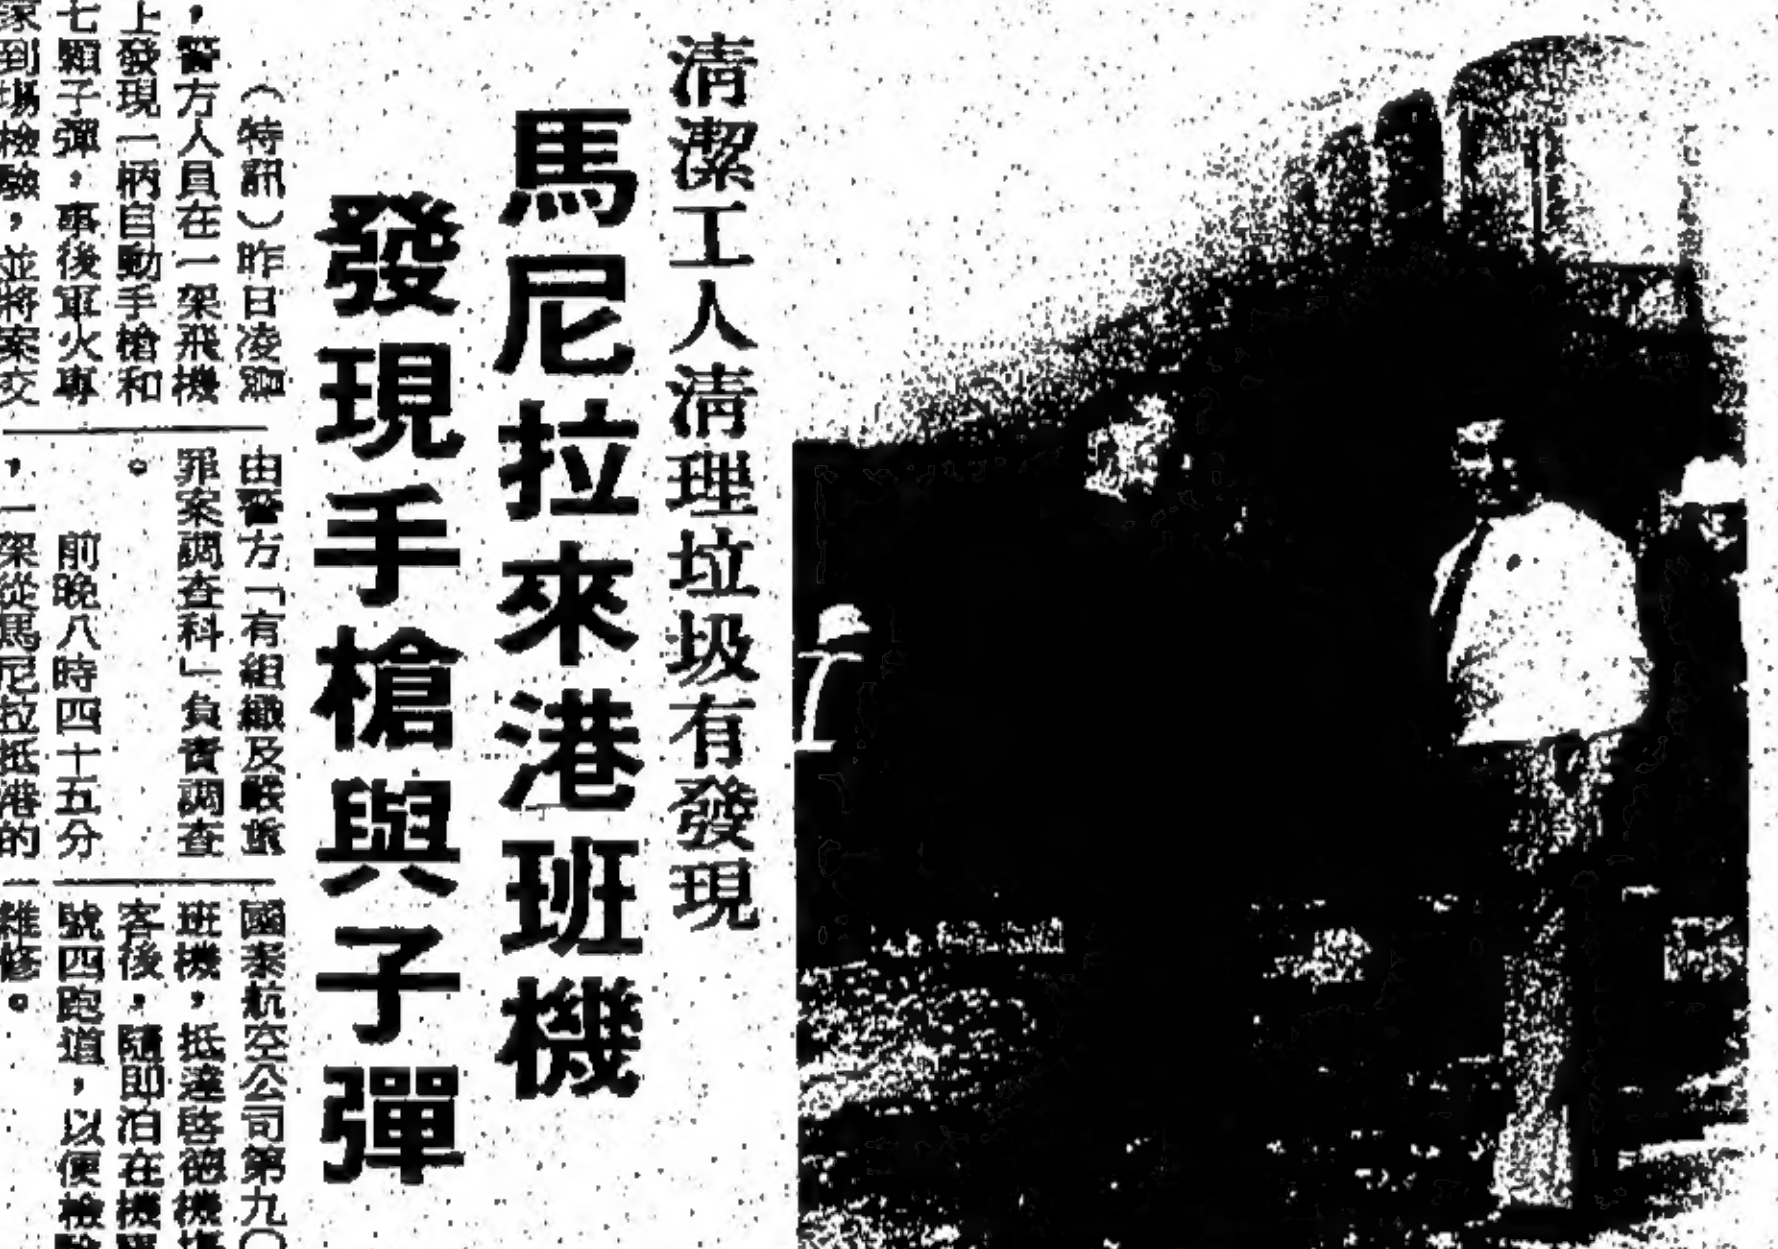 清潔工人清理垃圾有發現
馬尼拉來港班機
發現手槍與子彈
（特訊）昨日凌晨
，警方人員在一架飛機
上發現一柄自動手槍和
七顆子彈，事後軍火專
家到場檢驗，並將案交
由警方「有組織及嚴重
罪案調查科」負責調查
。
前晚八時四十五分
，一架從馬尼拉抵港的
國泰航空公司第九〇
班機，抵達啓德機場
客後，隨即泊在機
號四跑道，以便檢
維修。